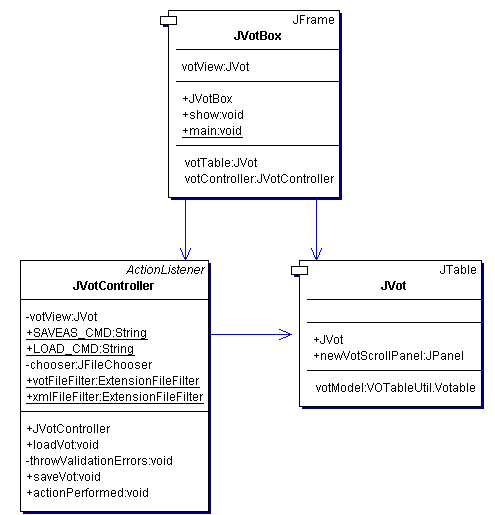 JFrame
JVotBox
votView:JVot
+JVotBox
+show:void
+main:void
votTable:JVot
votController:JVotController
ActionListener
JVotController
-votView:JVot
+SAVEAS_CMD:String
+LOAD_CMD:String
-chooser:JFileChooser
+votFileFilter:ExtensionFileFilter
+xmlFileFilter:ExtensionFileFilter
+JVotController
+loadVot:void
-throwValidationErrors:void
+saveVot:void
+actionPerformed:void
JTable
JVot
+JVot
+newVotScrollPanel:JPanel
votModel:VOTableUtil.Votable